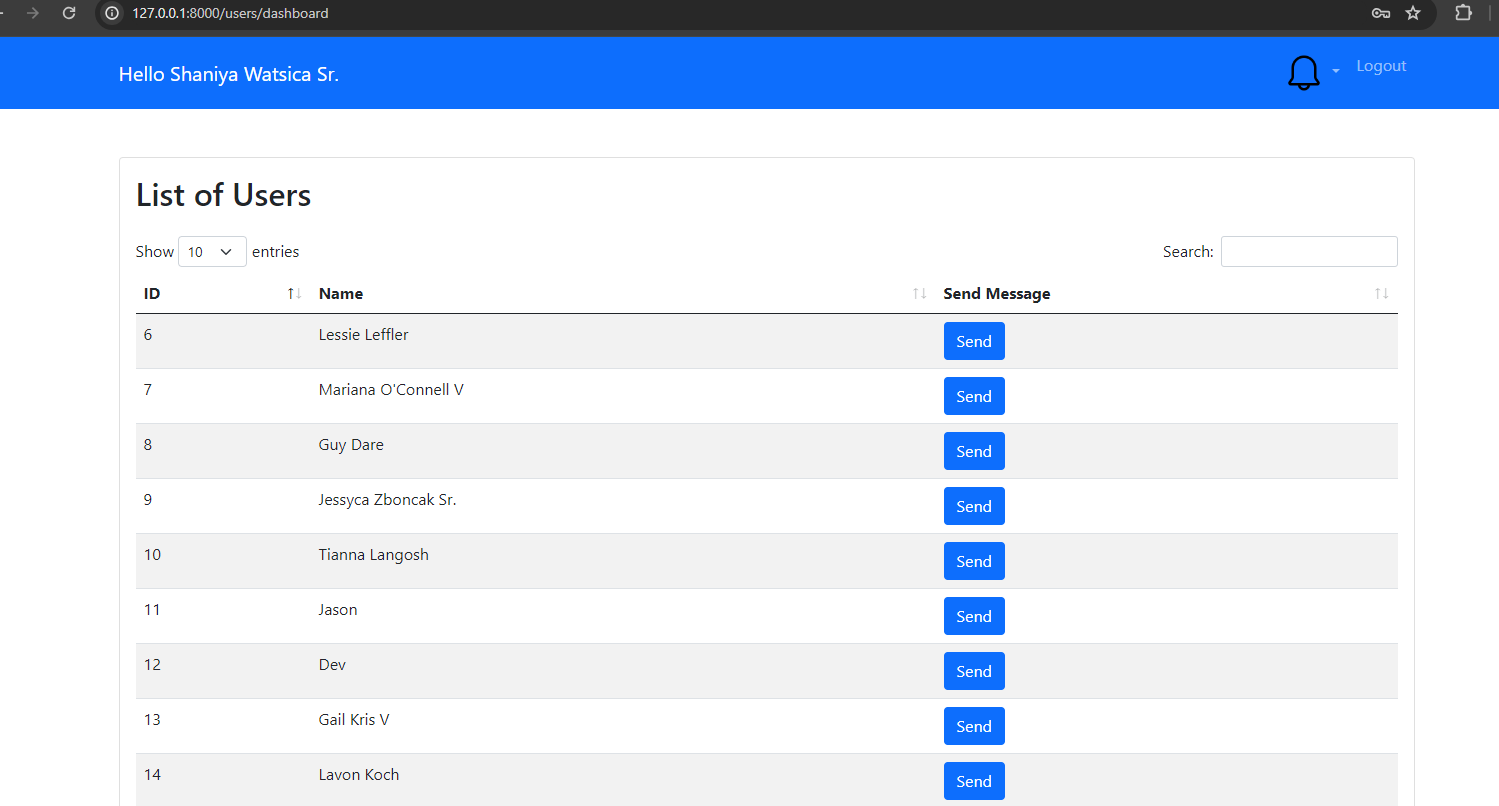 127.0.0.1:8000/users/dashboard
Hello Shaniya Watsica Sr.
Logout
List of Users
Show 10 entries
Search:
ID Name Send Message
6 Lessie Leffler Send
7 Mariana O'Connell V Send
8 Guy Dare Send
9 Jessyca Zboncak Sr. Send
10 Tianna Langosh Send
11 Jason Send
12 Dev Send
13 Gail Kris V Send
14 Lavon Koch Send